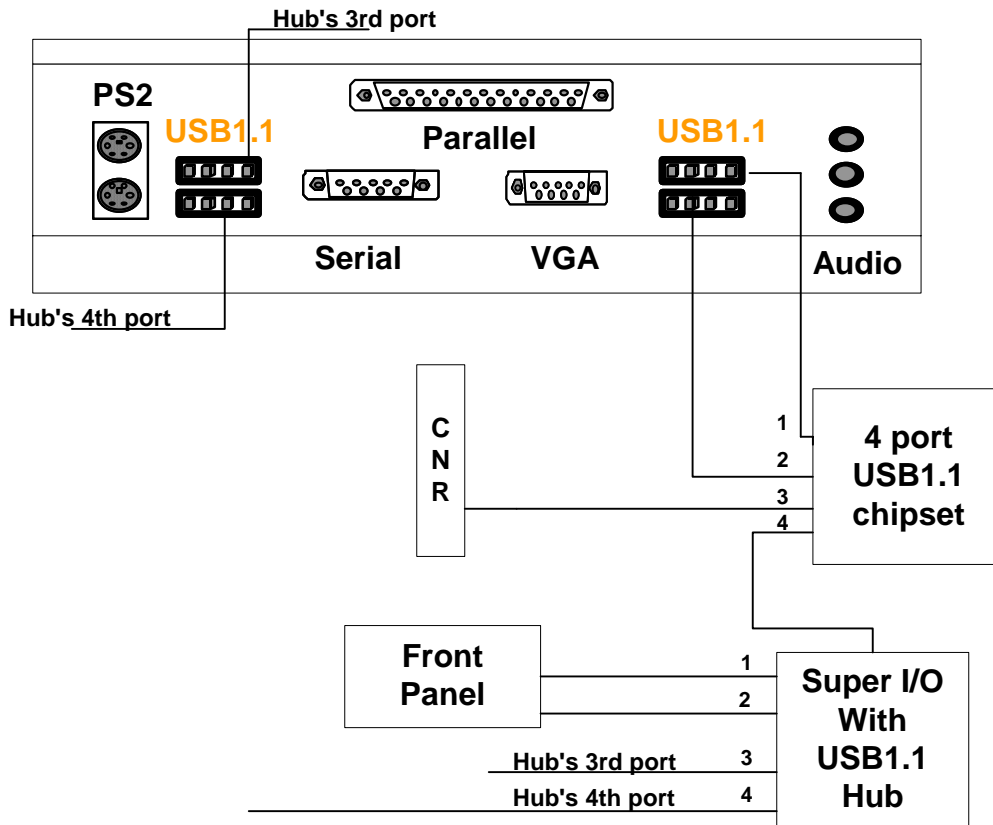 Hub's 3rd port
PS2
USB1.1
Parallel
USB1.1
Serial
VGA
Audio
Hub's 4th port
C
N
R
1
2
3
4
4 port
USB1.1
chipset
Front
Panel
1
2
3
4
Super I/O
With
USB1.1
Hub
Hub's 3rd port
Hub's 4th port